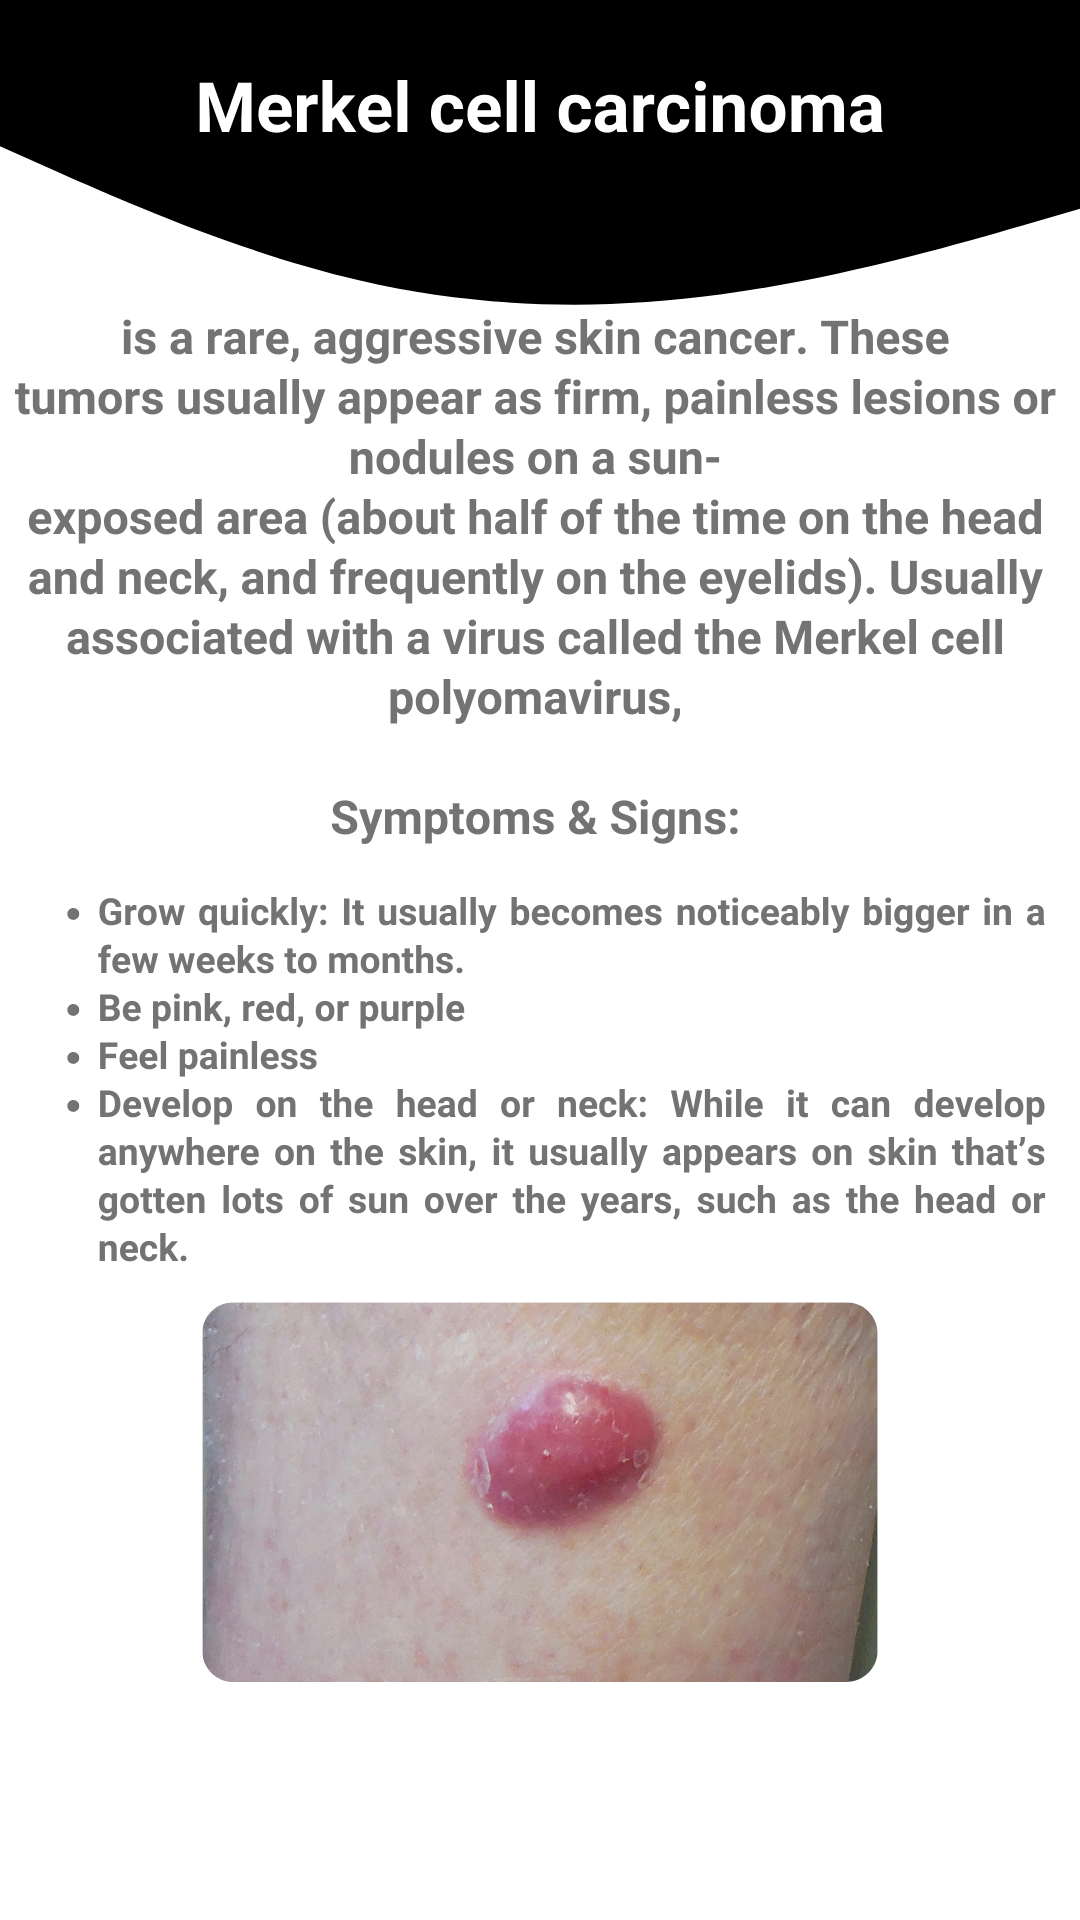 Merkel cell carcinoma
is a rare, aggressive skin cancer. These
tumors usually appear as firm, painless lesions or
nodules on a sun-
exposed area (about half of the time on the head
and neck, and frequently on the eyelids). Usually
associated with a virus called the Merkel cell
polyomavirus,
Symptoms & Signs:
• Grow quickly: It usually becomes noticeably bigger in a
few weeks to months.
• Be pink, red, or purple
• Feel painless
• Develop on the head or neck: While it can develop
anywhere on the skin, it usually appears on skin that’s
gotten lots of sun over the years, such as the head or
neck.